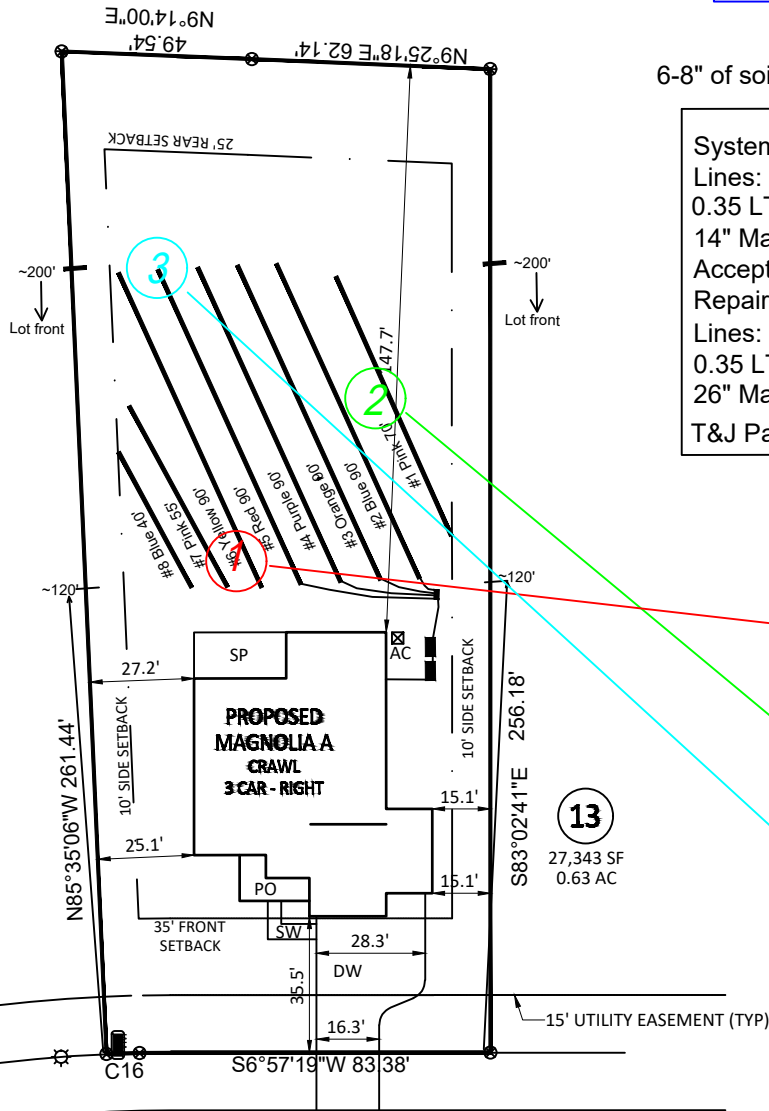 N9°14'00"E
49.54'
N9°25'18"E 62.14'
6-8" of soi
25' REAR SETBACK
System
Lines:
0.35 LT
14" Ma
Accept
Repair
Lines:
0.35 LT
26" Ma
T&J Pa
~200'
Lot front
~200'
Lot front
3
2
1
147.7'
#1 Pink 70'
#2 Blue 90'
#3 Orange 90'
#4 Purple 90'
#5 Red 90'
#6 Yellow 90'
#7 Pink 55'
#8 Blue 40'
~120'
~120'
SP
AC
27.2'
PROPOSED
MAGNOLIA A
CRAWL
3 CAR - RIGHT
10' SIDE SETBACK
10' SIDE SETBACK
N85°35'06"W 261.44'
S83°02'41"E 256.18'
15.1'
13
27,343 SF
0.63 AC
25.1'
15.1'
PO
SW
35' FRONT
SETBACK
28.3'
DW
35.5'
16.3'
15' UTILITY EASEMENT (TYP)
C16
S6°57'19"W 83.38'